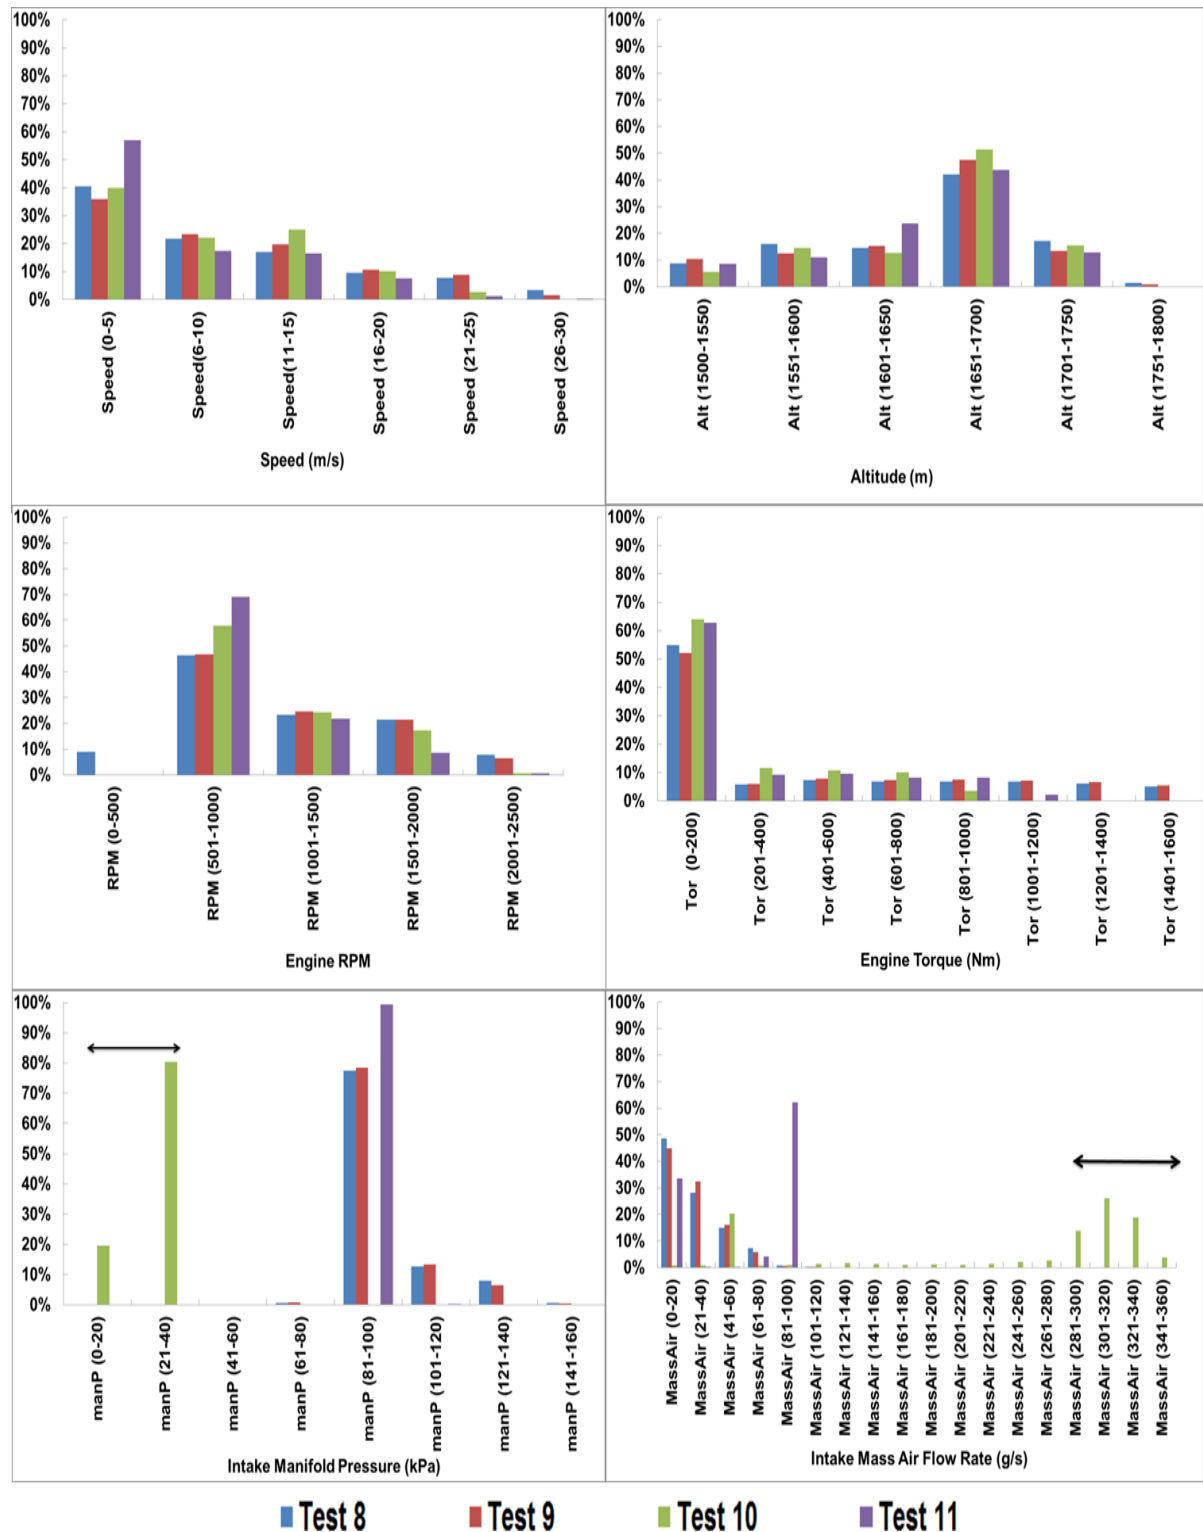 100%
90%
80%
70%
60%
50%
40%
30%
20%
10%
0%
Speed (0-5)
Speed(6-10)
Speed(11-15)
Speed (16-20)
Speed (21-25)
Speed (26-30)
Speed (m/s)
100%
90%
80%
70%
60%
50%
40%
30%
20%
10%
0%
Alt (1500-1550)
Alt (1551-1600)
Alt (1601-1650)
Alt (1651-1700)
Alt (1701-1750)
Alt (1751-1800)
Altitude (m)
100%
90%
80%
70%
60%
50%
40%
30%
20%
10%
0%
RPM (0-500)
RPM (501-1000)
RPM (1001-1500)
RPM (1501-2000)
RPM (2001-2500)
Engine RPM
100%
90%
80%
70%
60%
50%
40%
30%
20%
10%
0%
Tor (0-200)
Tor (201-400)
Tor (401-600)
Tor (601-800)
Tor (801-1000)
Tor (1001-1200)
Tor (1201-1400)
Tor (1401-1600)
Engine Torque (Nm)
100%
90%
80%
70%
60%
50%
40%
30%
20%
10%
0%
manP (0-20)
manP (21-40)
manP (41-60)
manP (61-80)
manP (81-100)
manP (101-120)
manP (121-140)
manP (141-160)
Intake Manifold Pressure (kPa)
100%
90%
80%
70%
60%
50%
40%
30%
20%
10%
0%
MassAir (0-20)
MassAir (21-40)
MassAir (41-60)
MassAir (61-80)
MassAir (81-100)
MassAir (101-120)
MassAir (121-140)
MassAir (141-160)
MassAir (161-180)
MassAir (181-200)
MassAir (201-220)
MassAir (221-240)
MassAir (241-260)
MassAir (261-280)
MassAir (281-300)
MassAir (301-320)
MassAir (321-340)
MassAir (341-360)
Intake Mass Air Flow Rate (g/s)
Test 8
Test 9
Test 10
Test 11